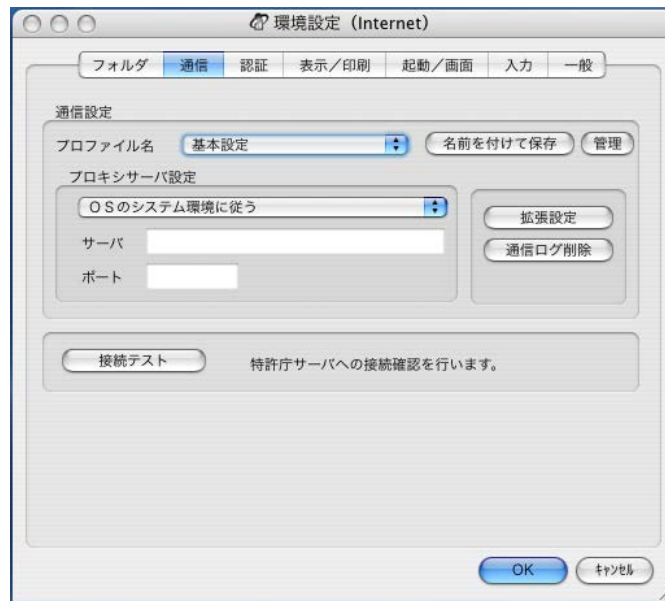 環境設定（Internet）
フォルダ 通信 認証 表示／印刷 起動／画面 入力 一般
通信設定
プロファイル名 基本設定 名前を付けて保存 管理
プロキシサーバ設定
ＯＳのシステム環境に従う
拡張設定
サーバ
通信ログ削除
ポート
接続テスト 特許庁サーバへの接続確認を行います。
OK ｷｬﾝｾﾙ